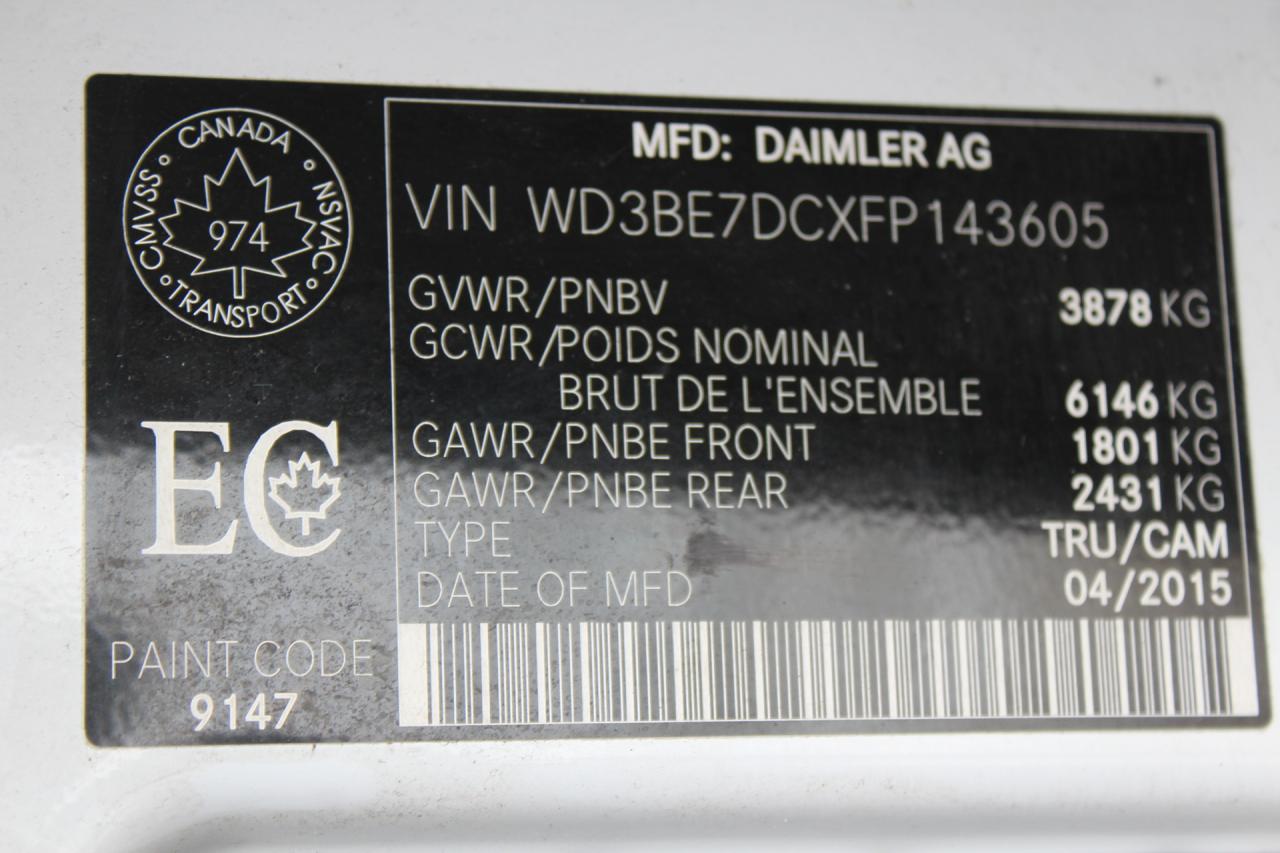 CANADA
CMVSS
NSVAC
974
TRANSPORT
EC
PAINT CODE
9147
MFD: DAIMLER AG
VIN WD3BE7DCXFP143605
GVWR/PNBV 3878 KG
GCWR/POIDS NOMINAL
BRUT DE L'ENSEMBLE 6146 KG
GAWR/PNBE FRONT 1801 KG
GAWR/PNBE REAR 2431 KG
TYPE TRU/CAM
DATE OF MFD 04/2015